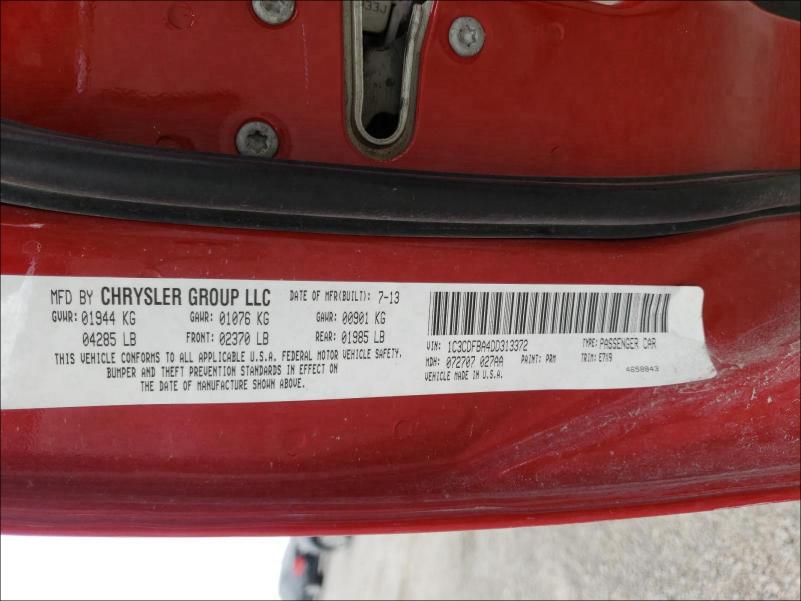 33J
MFD BY CHRYSLER GROUP LLC DATE OF MFR(BUILT): 7-13
GVWR: 01944 KG GAWR: 01076 KG GAWR: 00901 KG
04285 LB FRONT: 02370 LB REAR: 01985 LB
THIS VEHICLE CONFORMS TO ALL APPLICABLE U.S.A. FEDERAL MOTOR VEHICLE SAFETY,
BUMPER AND THEFT PREVENTION STANDARDS IN EFFECT ON
THE DATE OF MANUFACTURE SHOWN ABOVE.
VIN: 1C3CDFBA4DD313372 TYPE: PASSENGER CAR
MDH: 072707 027AA PAINT: PRM TRIM: E7X9
VEHICLE MADE IN U.S.A. 4658843